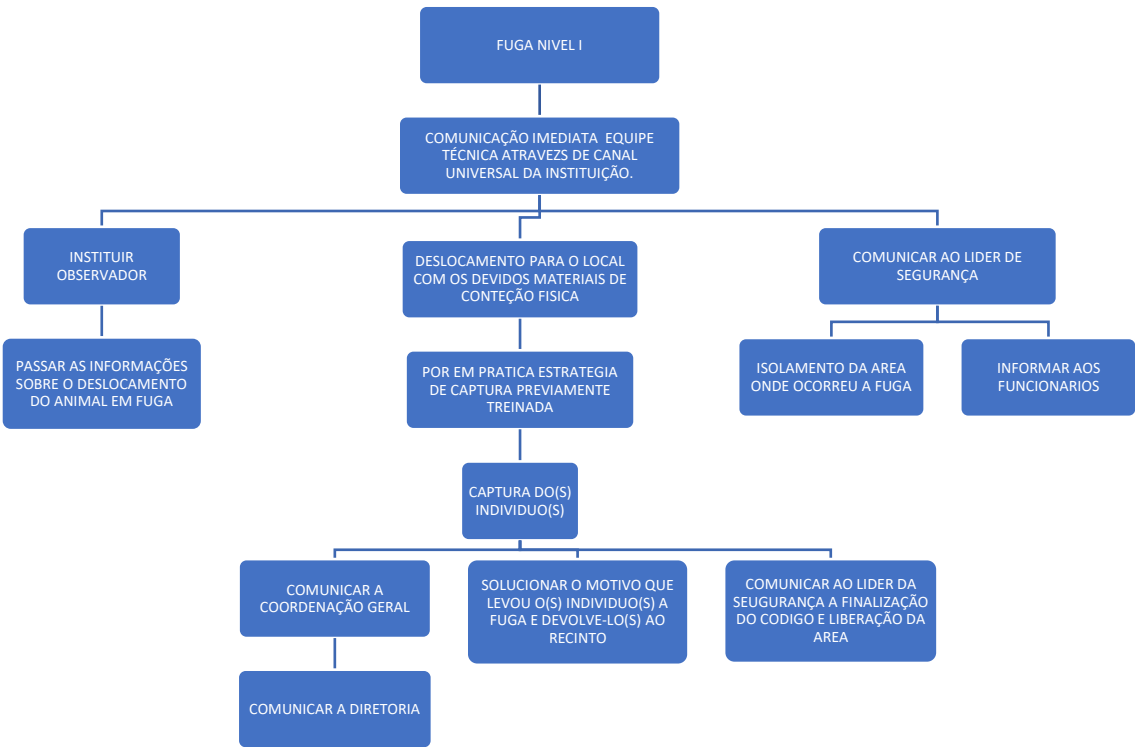 FUGA NIVEL I
COMUNICAÇÃO IMEDIATA  EQUIPE
TÉCNICA ATRAVEZS DE CANAL
UNIVERSAL DA INSTITUIÇÃO.
INSTITUIR
OBSERVADOR
PASSAR AS INFORMAÇÕES
SOBRE O DESLOCAMENTO
DO ANIMAL EM FUGA
DESLOCAMENTO PARA O LOCAL
COM OS DEVIDOS MATERIAIS DE
CONTEÇÃO FISICA
POR EM PRATICA ESTRATEGIA
DE CAPTURA PREVIAMENTE
TREINADA
CAPTURA DO(S)
INDIVIDUO(S)
COMUNICAR A
COORDENAÇÃO GERAL
COMUNICAR A DIRETORIA
SOLUCIONAR O MOTIVO QUE
LEVOU O(S) INDIVIDUO(S) A
FUGA E DEVOLVE-LO(S) AO
RECINTO
COMUNICAR AO LIDER DA
SEUGURANÇA A FINALIZAÇÃO
DO CODIGO E LIBERAÇÃO DA
AREA
COMUNICAR AO LIDER DE
SEGURANÇA
ISOLAMENTO DA AREA
ONDE OCORREU A FUGA
INFORMAR AOS
FUNCIONARIOS